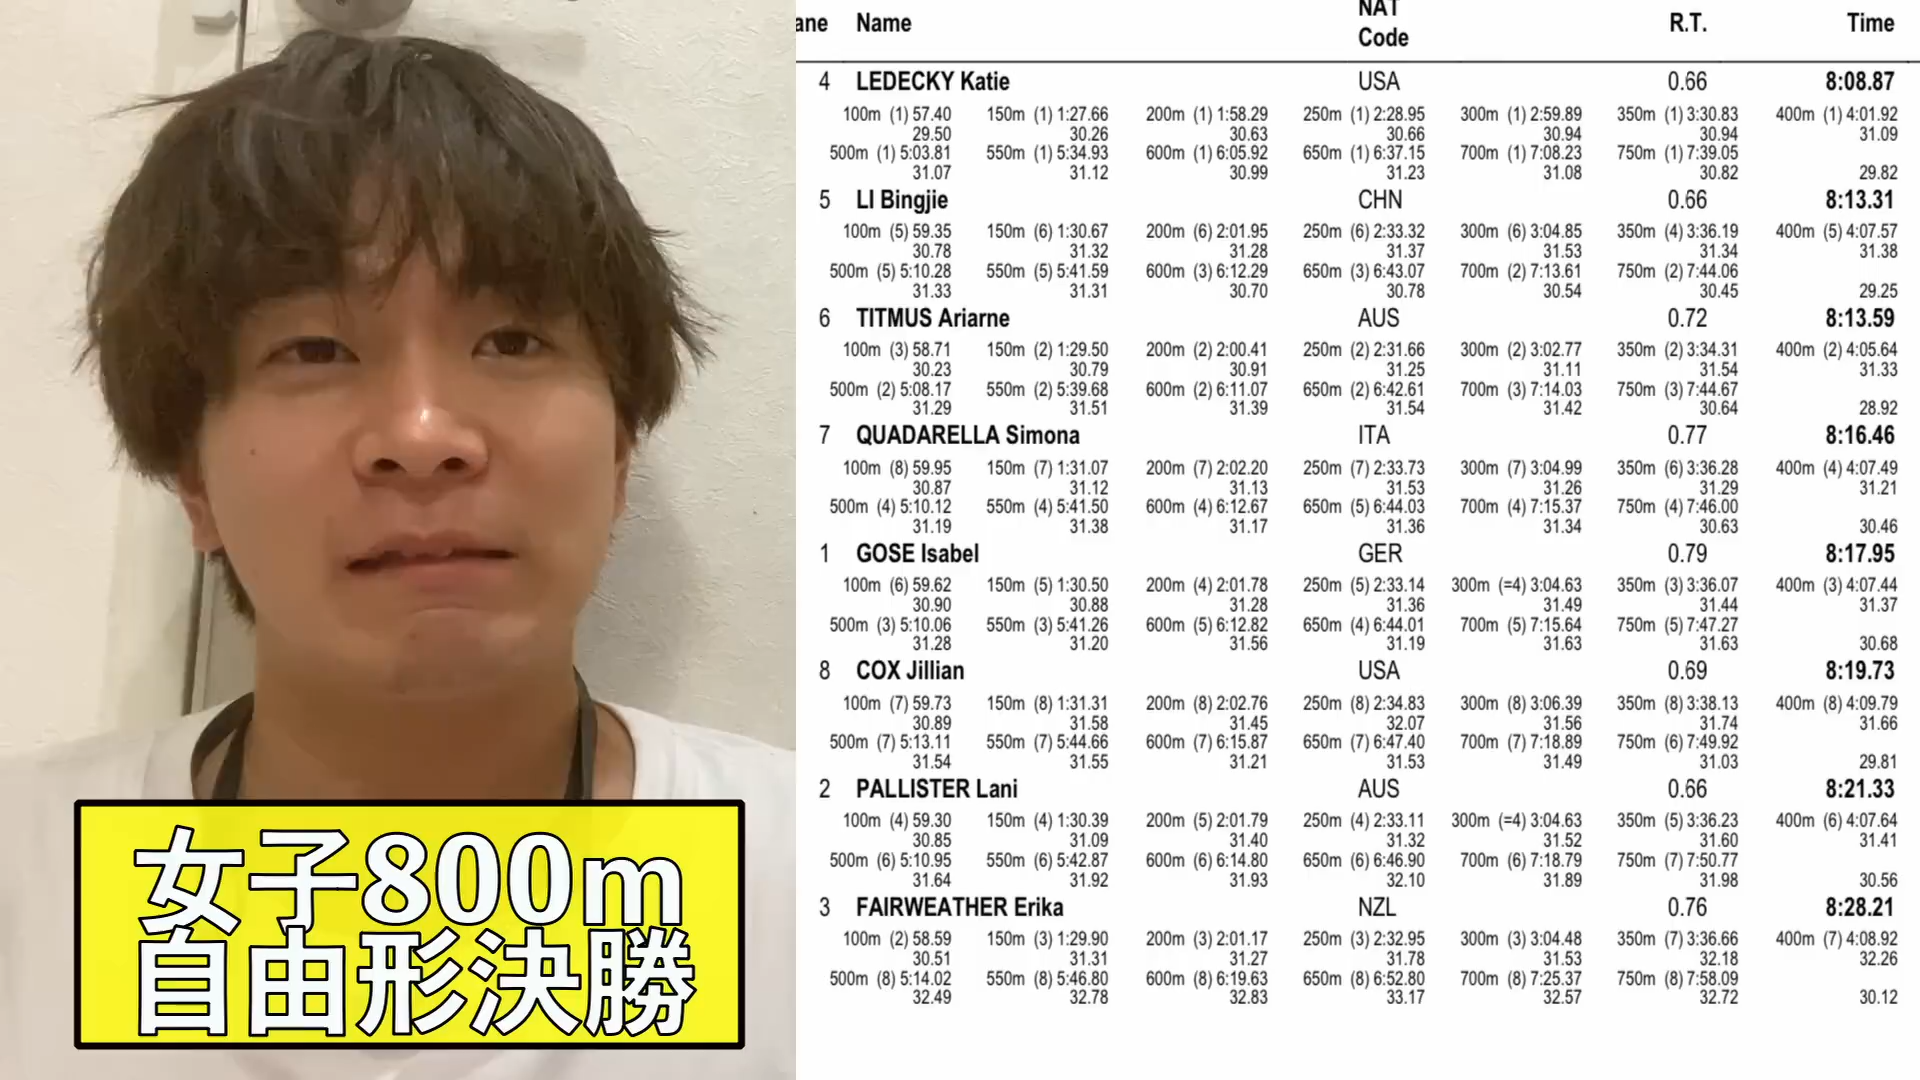 ane Name NAT Code R.T. Time
4 LEDECKY Katie USA 0.66 8:08.87
100m (1) 57.40 150m (1) 1:27.66 200m (1) 1:58.29 250m (1) 2:28.95 300m (1) 2:59.89 350m (1) 3:30.83 400m (1) 4:01.92
29.50 30.26 30.63 30.66 30.94 30.94 31.09
500m (1) 5:03.81 550m (1) 5:34.93 600m (1) 6:05.92 650m (1) 6:37.15 700m (1) 7:08.23 750m (1) 7:39.05
31.07 31.12 30.99 31.23 31.08 30.82 29.82
5 LI Bingjie CHN 0.66 8:13.31
100m (5) 59.35 150m (6) 1:30.67 200m (6) 2:01.95 250m (6) 2:33.32 300m (6) 3:04.85 350m (4) 3:36.19 400m (5) 4:07.57
30.78 31.32 31.28 31.37 31.53 31.34 31.38
500m (5) 5:10.28 550m (5) 5:41.59 600m (3) 6:12.29 650m (3) 6:43.07 700m (2) 7:13.61 750m (2) 7:44.06
31.33 31.31 30.70 30.78 30.54 30.45 29.25
6 TITMUS Ariarne AUS 0.72 8:13.59
100m (3) 58.71 150m (2) 1:29.50 200m (2) 2:00.41 250m (2) 2:31.66 300m (2) 3:02.77 350m (2) 3:34.31 400m (2) 4:05.64
30.23 30.79 30.91 31.25 31.11 31.54 31.33
500m (2) 5:08.17 550m (2) 5:39.68 600m (2) 6:11.07 650m (2) 6:42.61 700m (3) 7:14.03 750m (3) 7:44.67
31.29 31.51 31.39 31.54 31.42 30.64 28.92
7 QUADARELLA Simona ITA 0.77 8:16.46
100m (8) 59.95 150m (7) 1:31.07 200m (7) 2:02.20 250m (7) 2:33.73 300m (7) 3:04.99 350m (6) 3:36.28 400m (4) 4:07.49
30.87 31.12 31.13 31.53 31.26 31.29 31.21
500m (4) 5:10.12 550m (4) 5:41.50 600m (4) 6:12.67 650m (5) 6:44.03 700m (4) 7:15.37 750m (4) 7:46.00
31.19 31.38 31.17 31.36 31.34 30.63 30.46
1 GOSE Isabel GER 0.79 8:17.95
100m (6) 59.62 150m (5) 1:30.50 200m (4) 2:01.78 250m (5) 2:33.14 300m (=4) 3:04.63 350m (3) 3:36.07 400m (3) 4:07.44
30.90 30.88 31.28 31.36 31.49 31.44 31.37
500m (3) 5:10.06 550m (3) 5:41.26 600m (5) 6:12.82 650m (4) 6:44.01 700m (5) 7:15.64 750m (5) 7:47.27
31.28 31.20 31.56 31.19 31.63 31.63 30.68
8 COX Jillian USA 0.69 8:19.73
100m (7) 59.73 150m (8) 1:31.31 200m (8) 2:02.76 250m (8) 2:34.83 300m (8) 3:06.39 350m (8) 3:38.13 400m (8) 4:09.79
30.89 31.58 31.45 32.07 31.56 31.74 31.66
500m (7) 5:13.11 550m (7) 5:44.66 600m (7) 6:15.87 650m (7) 6:47.40 700m (7) 7:18.89 750m (6) 7:49.92
31.54 31.55 31.21 31.53 31.49 31.03 29.81
2 PALLISTER Lani AUS 0.66 8:21.33
100m (4) 59.30 150m (4) 1:30.39 200m (5) 2:01.79 250m (4) 2:33.11 300m (=4) 3:04.63 350m (5) 3:36.23 400m (6) 4:07.64
30.85 31.09 31.40 31.32 31.52 31.60 31.41
500m (6) 5:10.95 550m (6) 5:42.87 600m (6) 6:14.80 650m (6) 6:46.90 700m (6) 7:18.79 750m (7) 7:50.77
31.64 31.92 31.93 32.10 31.89 31.98 30.56
3 FAIRWEATHER Erika NZL 0.76 8:28.21
100m (2) 58.59 150m (3) 1:29.90 200m (3) 2:01.17 250m (3) 2:32.95 300m (3) 3:04.48 350m (7) 3:36.66 400m (7) 4:08.92
30.51 31.31 31.27 31.78 31.53 32.18 32.26
500m (8) 5:14.02 550m (8) 5:46.80 600m (8) 6:19.63 650m (8) 6:52.80 700m (8) 7:25.37 750m (8) 7:58.09
32.49 32.78 32.83 33.17 32.57 32.72 30.12
女子800m
自由形決勝